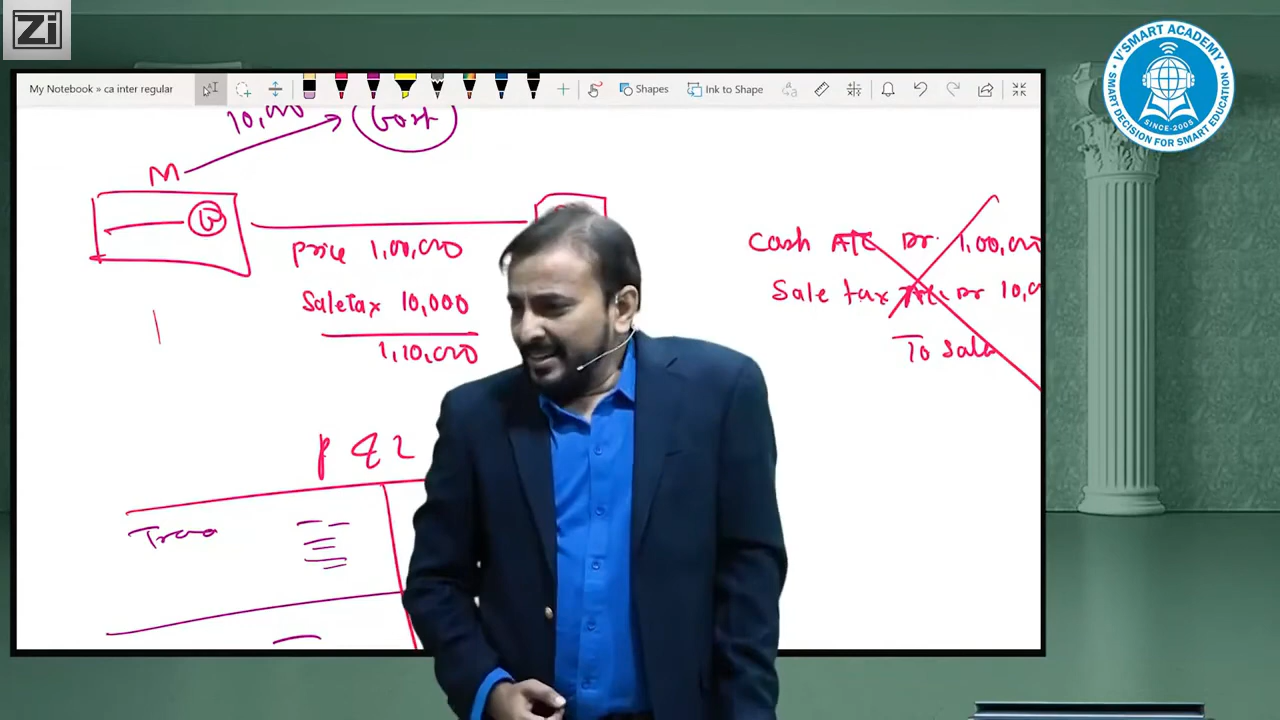 Zi
V'SMART ACADEMY
SINCE-2005
SMART DECISION FOR SMART EDUCATION
My Notebook » ca inter regular
Shapes
Ink to Shape
10,000
Govt
M
Price 1,00,000
Saletax 10,000
1,10,000
Cash A/C Dr. 1,00,000
Sale tax A/C Dr 10,0
To Sale
P & L